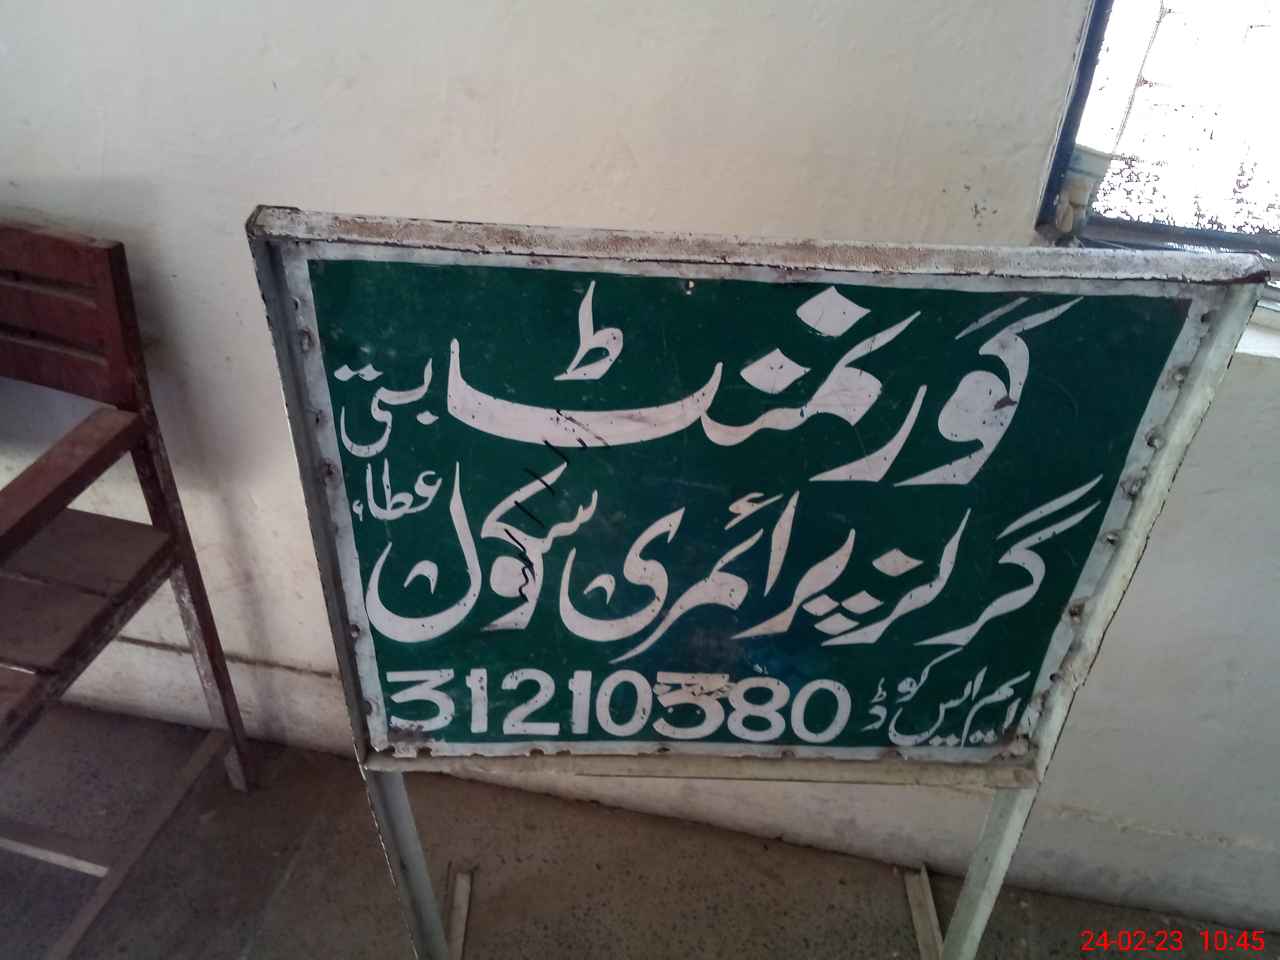 گورنمنٹ
گرلز پرائمری سکول
بستی
عطاء
ایم ایس کوڈ 31210380
24-02-23 10:45